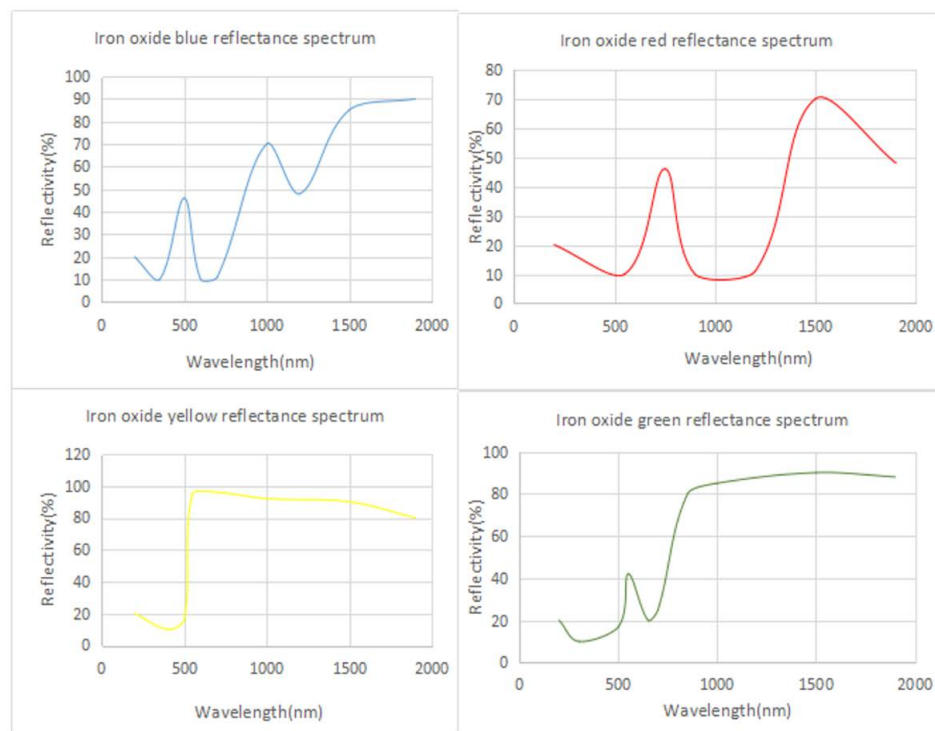 Iron oxide blue reflectance spectrum
100
90
80
70
60
50
40
30
20
10
0
Reflectivity(%)
0 500 1000 1500 2000
Wavelength(nm)
Iron oxide red reflectance spectrum
80
70
60
50
40
30
20
10
0
Reflectivity(%)
0 500 1000 1500 2000
Wavelength(nm)
Iron oxide yellow reflectance spectrum
120
100
80
60
40
20
0
Reflectivity(%)
0 500 1000 1500 2000
Wavelength(nm)
Iron oxide green reflectance spectrum
100
80
60
40
20
0
Reflectivity(%)
0 500 1000 1500 2000
Wavelength(nm)